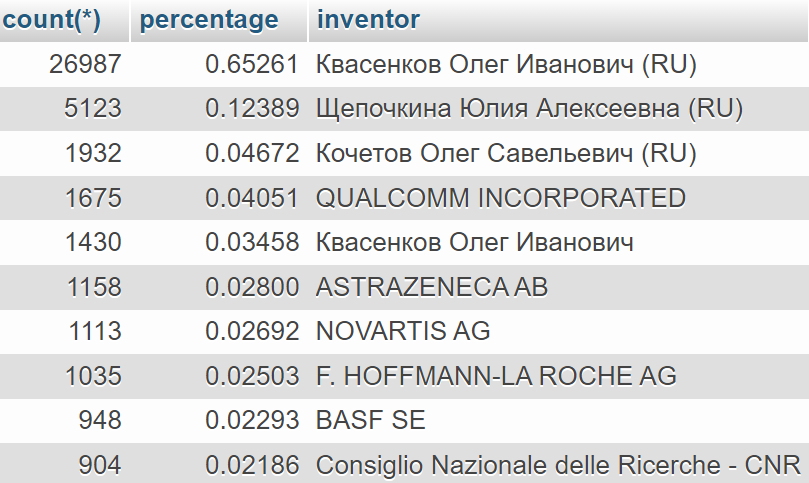 count(*) percentage inventor
26987 0.65261 Квасенков Олег Иванович (RU)
5123 0.12389 Щепочкина Юлия Алексеевна (RU)
1932 0.04672 Кочетов Олег Савельевич (RU)
1675 0.04051 QUALCOMM INCORPORATED
1430 0.03458 Квасенков Олег Иванович
1158 0.02800 ASTRAZENECA AB
1113 0.02692 NOVARTIS AG
1035 0.02503 F. HOFFMANN-LA ROCHE AG
948 0.02293 BASF SE
904 0.02186 Consiglio Nazionale delle Ricerche - CNR